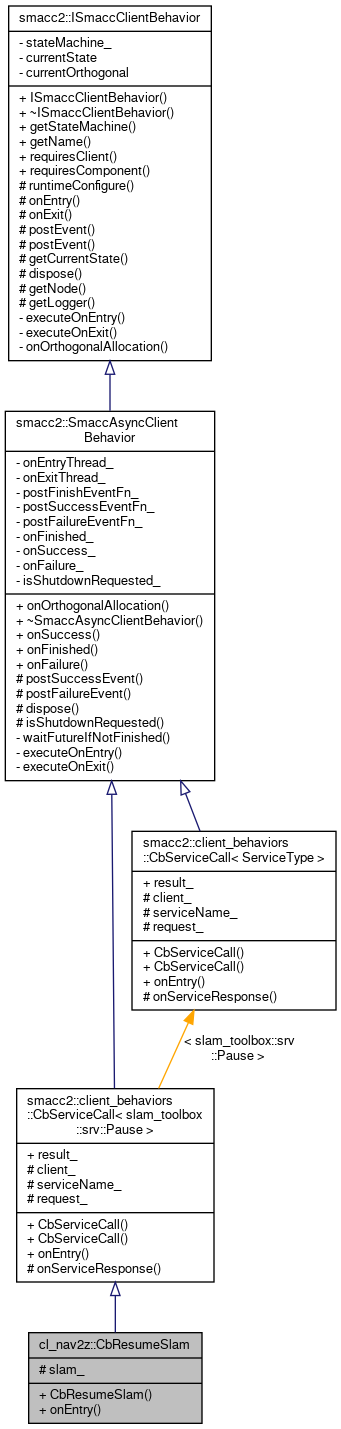 smacc2::ISmaccClientBehavior
- stateMachine_
- currentState
- currentOrthogonal
+ ISmaccClientBehavior()
+ ~ISmaccClientBehavior()
+ getStateMachine()
+ getName()
+ requiresClient()
+ requiresComponent()
# runtimeConfigure()
# onEntry()
# onExit()
# postEvent()
# postEvent()
# getCurrentState()
# dispose()
# getNode()
# getLogger()
- executeOnEntry()
- executeOnExit()
- onOrthogonalAllocation()
smacc2::SmaccAsyncClient
Behavior
- onEntryThread_
- onExitThread_
- postFinishEventFn_
- postSuccessEventFn_
- postFailureEventFn_
- onFinished_
- onSuccess_
- onFailure_
- isShutdownRequested_
+ onOrthogonalAllocation()
+ ~SmaccAsyncClientBehavior()
+ onSuccess()
+ onFinished()
+ onFailure()
# postSuccessEvent()
# postFailureEvent()
# dispose()
# isShutdownRequested()
- waitFutureIfNotFinished()
- executeOnEntry()
- executeOnExit()
smacc2::client_behaviors
::CbServiceCall< ServiceType >
+ result_
# client_
# serviceName_
# request_
+ CbServiceCall()
+ CbServiceCall()
+ onEntry()
# onServiceResponse()
< slam_toolbox::srv
::Pause >
smacc2::client_behaviors
::CbServiceCall< slam_toolbox
::srv::Pause >
+ result_
# client_
# serviceName_
# request_
+ CbServiceCall()
+ CbServiceCall()
+ onEntry()
# onServiceResponse()
cl_nav2z::CbResumeSlam
# slam_
+ CbResumeSlam()
+ onEntry()